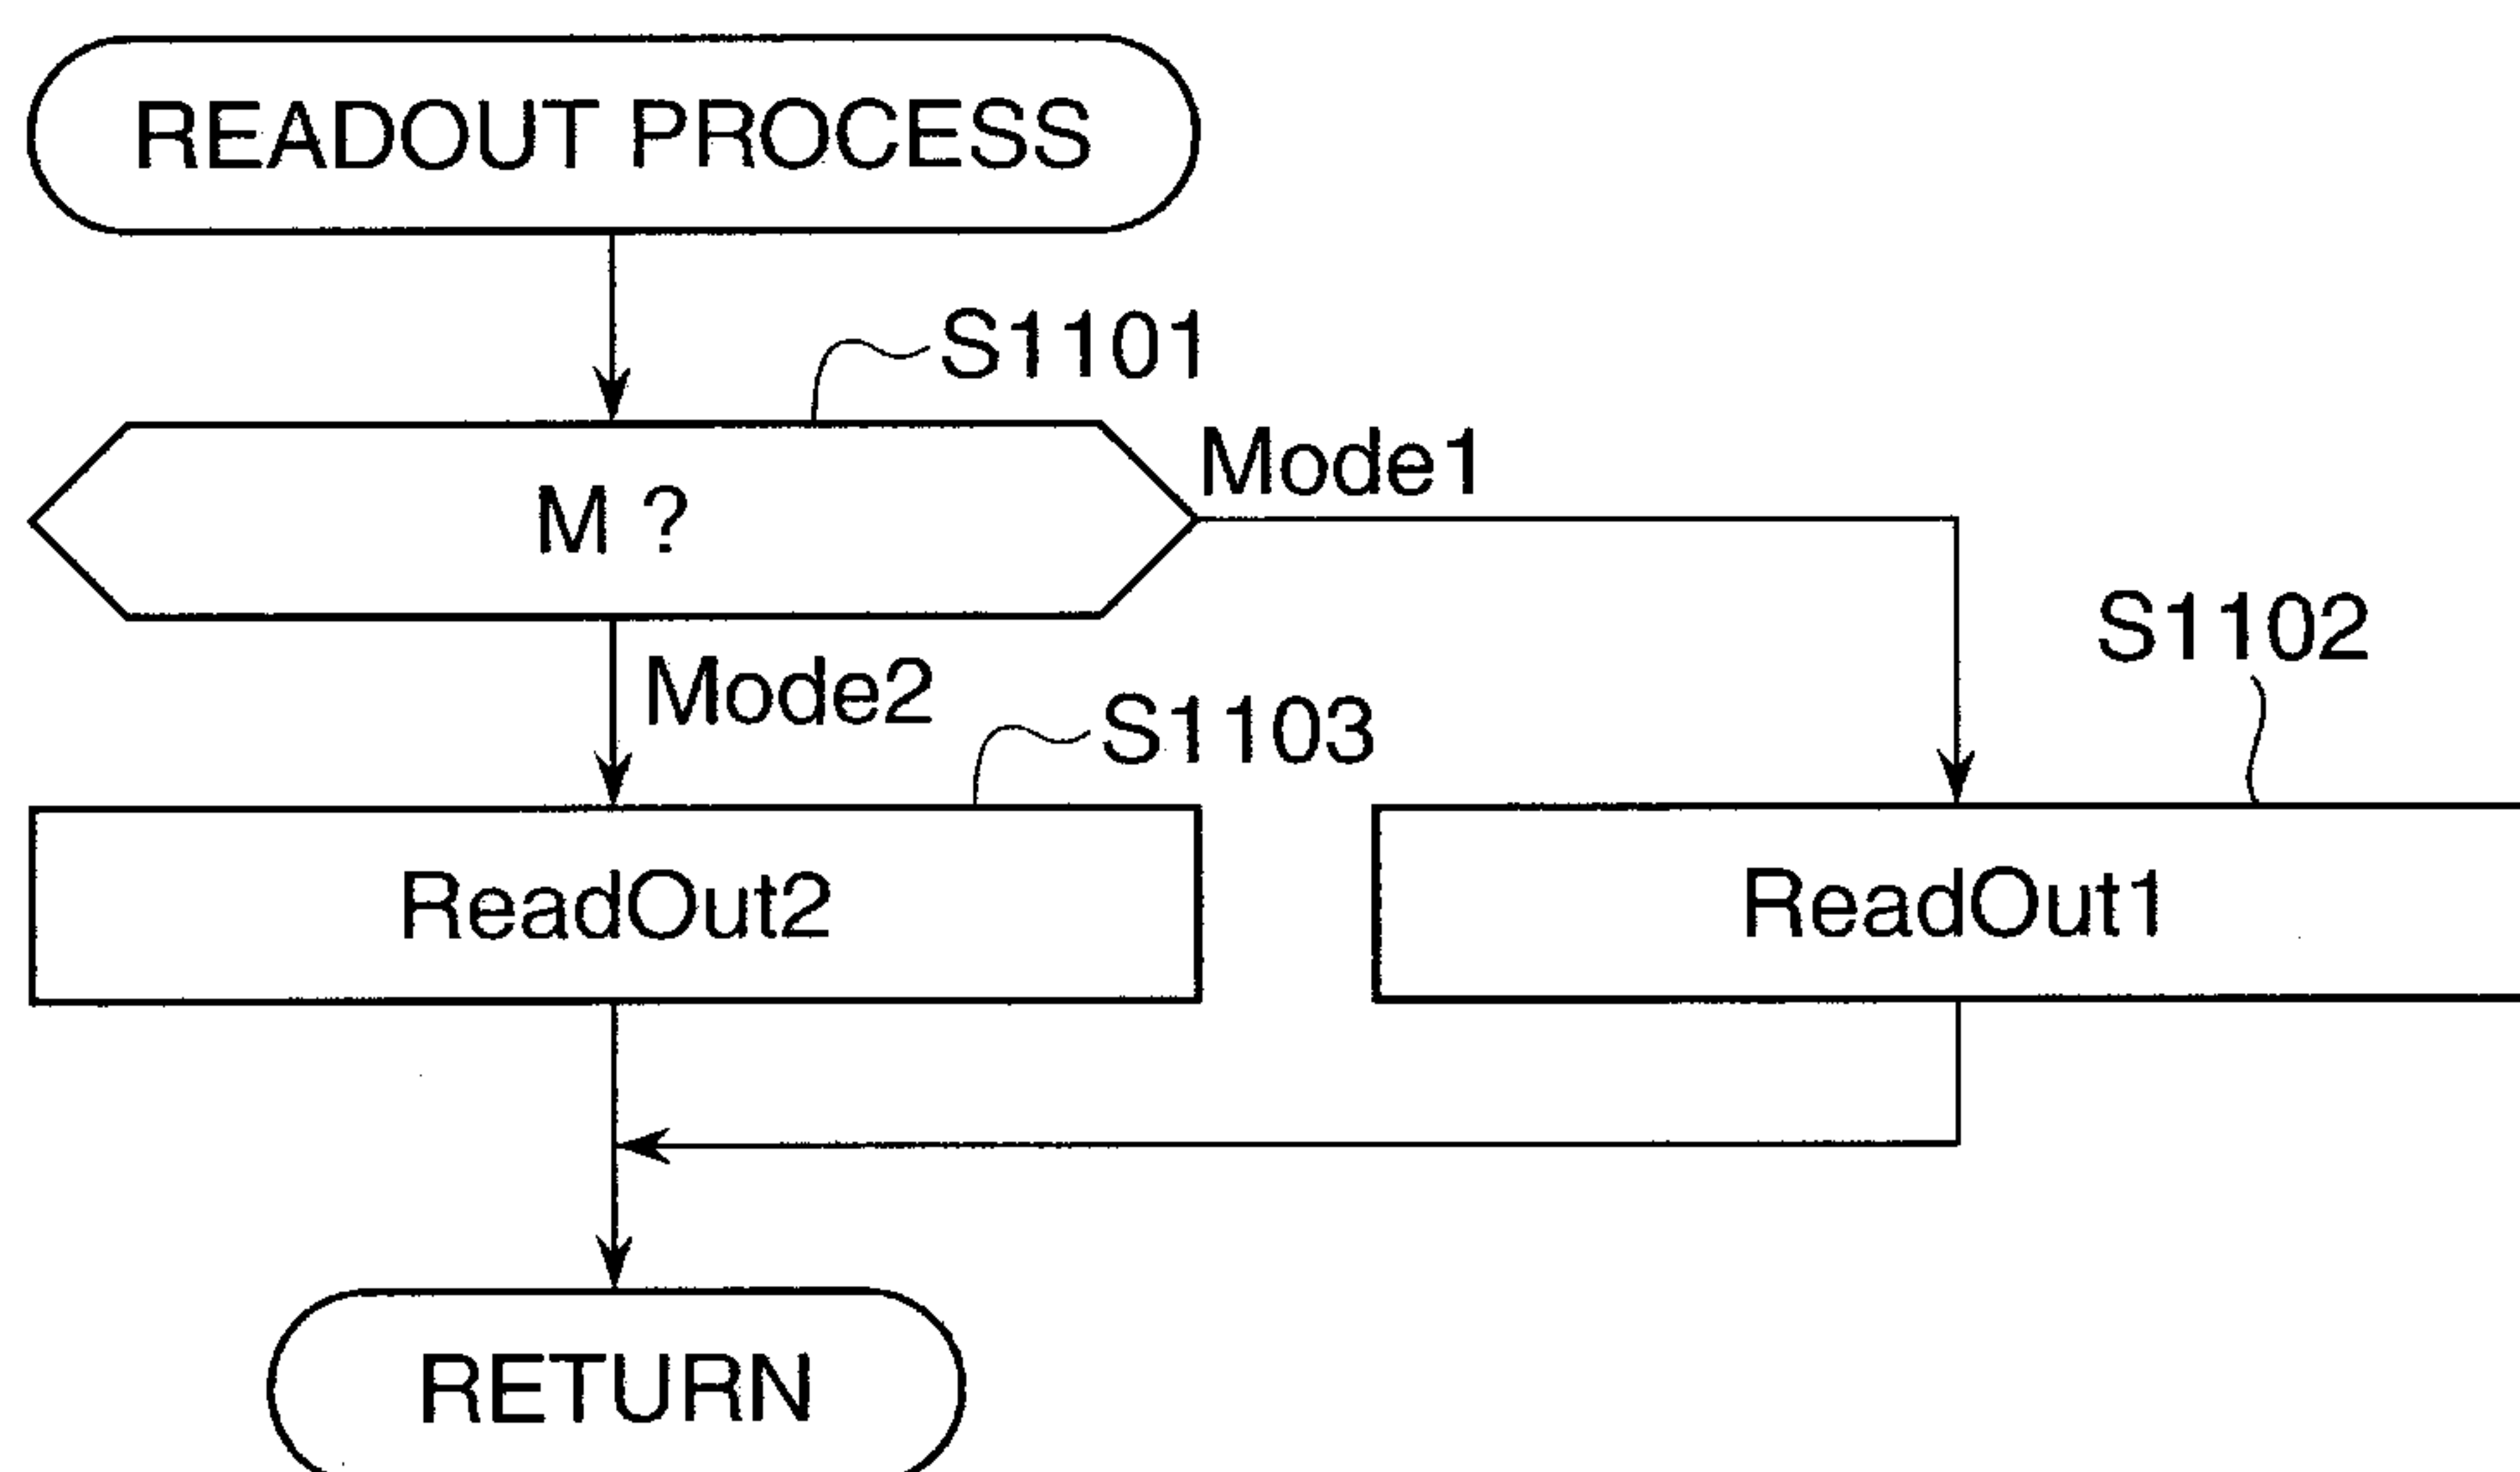 READOUT PROCESS
S1101
M ?
Mode1
S1102
Mode2
S1103
ReadOut2
ReadOut1
RETURN